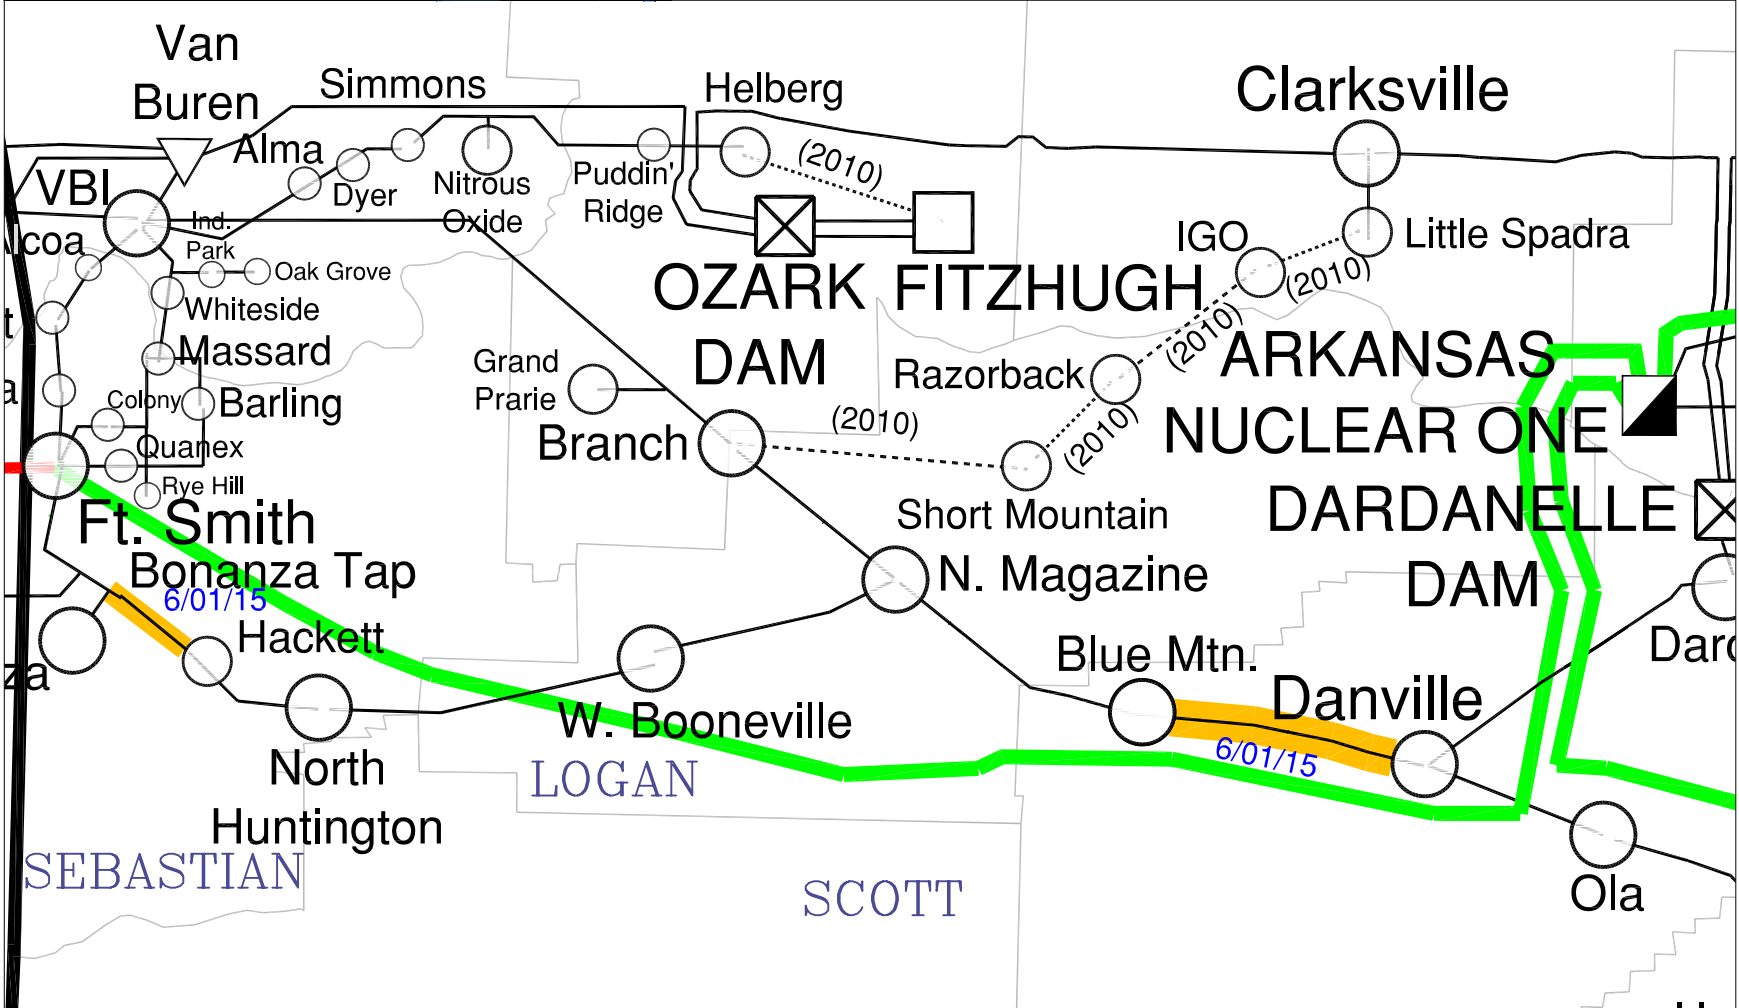 Van
Buren
Simmons
Helberg
Clarksville
Alma
(2010)
VBI
Dyer
Nitrous
Oxide
Puddin'
Ridge
Ind.
Park
Oak Grove
IGO
Little Spadra
(2010)
Whiteside
OZARK
DAM
FITZHUGH
(2010)
Massard
Grand
Prarie
Razorback
ARKANSAS
NUCLEAR ONE
Colony
Barling
(2010)
(2010)
Quanex
Branch
Rye Hill
Short Mountain
DARDANELLE
DAM
Ft. Smith
Bonanza Tap
6/01/15
N. Magazine
Hackett
Blue Mtn.
Danville
6/01/15
W. Booneville
North
Huntington
LOGAN
SEBASTIAN
SCOTT
Ola